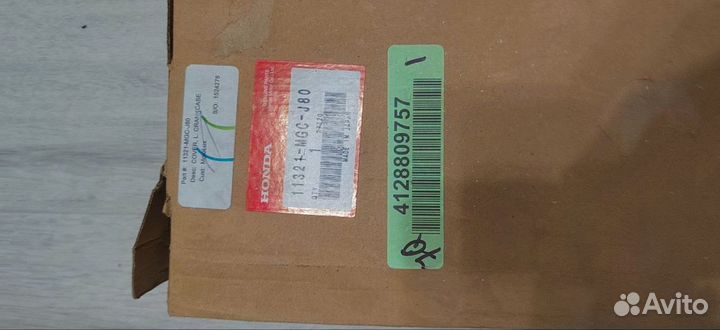 Part #: 11321-MGC-J80
Desc: COVER, L. CRANKCASE
Cust:
S/O: 1524278
HONDA
11321-MGC-J80
QTY 1
MADE IN JAPAN
4128809757
1
Avito